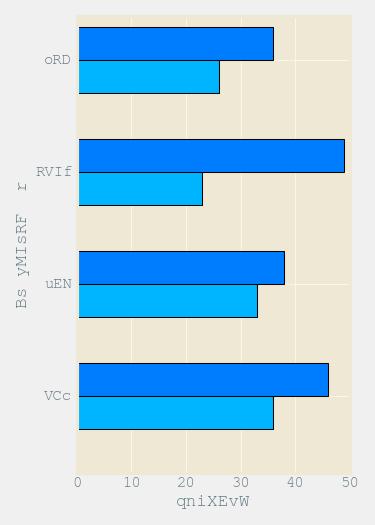 oRD
RVIf
uEN
VCc
Bs yMIsRF  r
0 10 20 30 40 50
qniXEvW